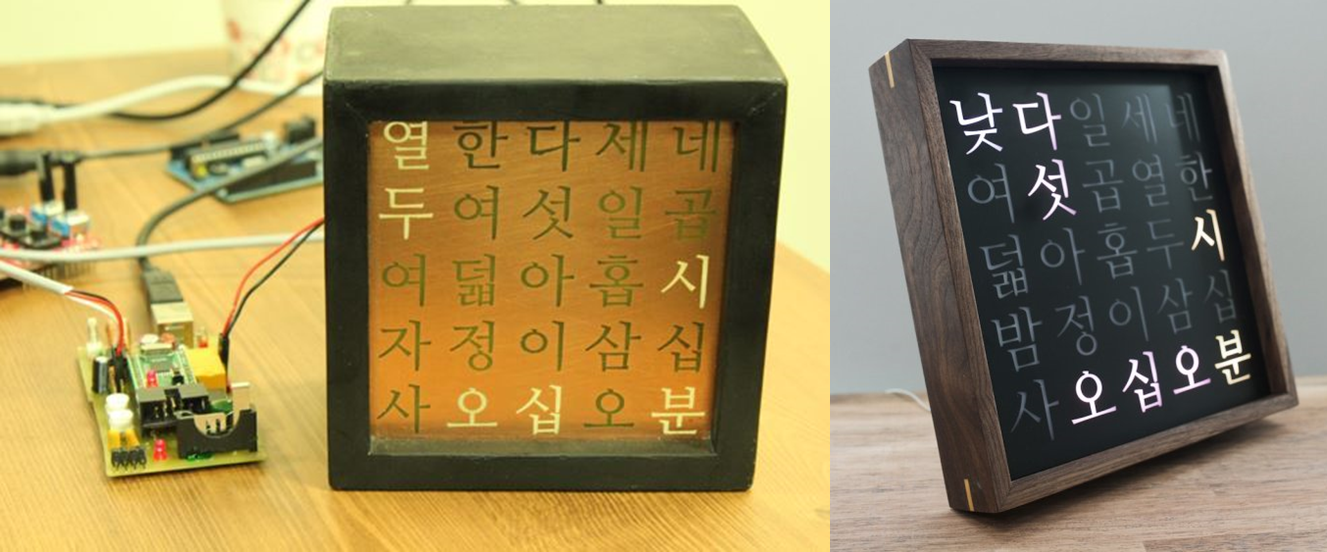 열한다세네
두여섯일곱
여덟아홉시
자정이삼십
사오십오분
낮다일세네
여섯곱열한
덟아홉두시
밤정이삼십
사오십오분